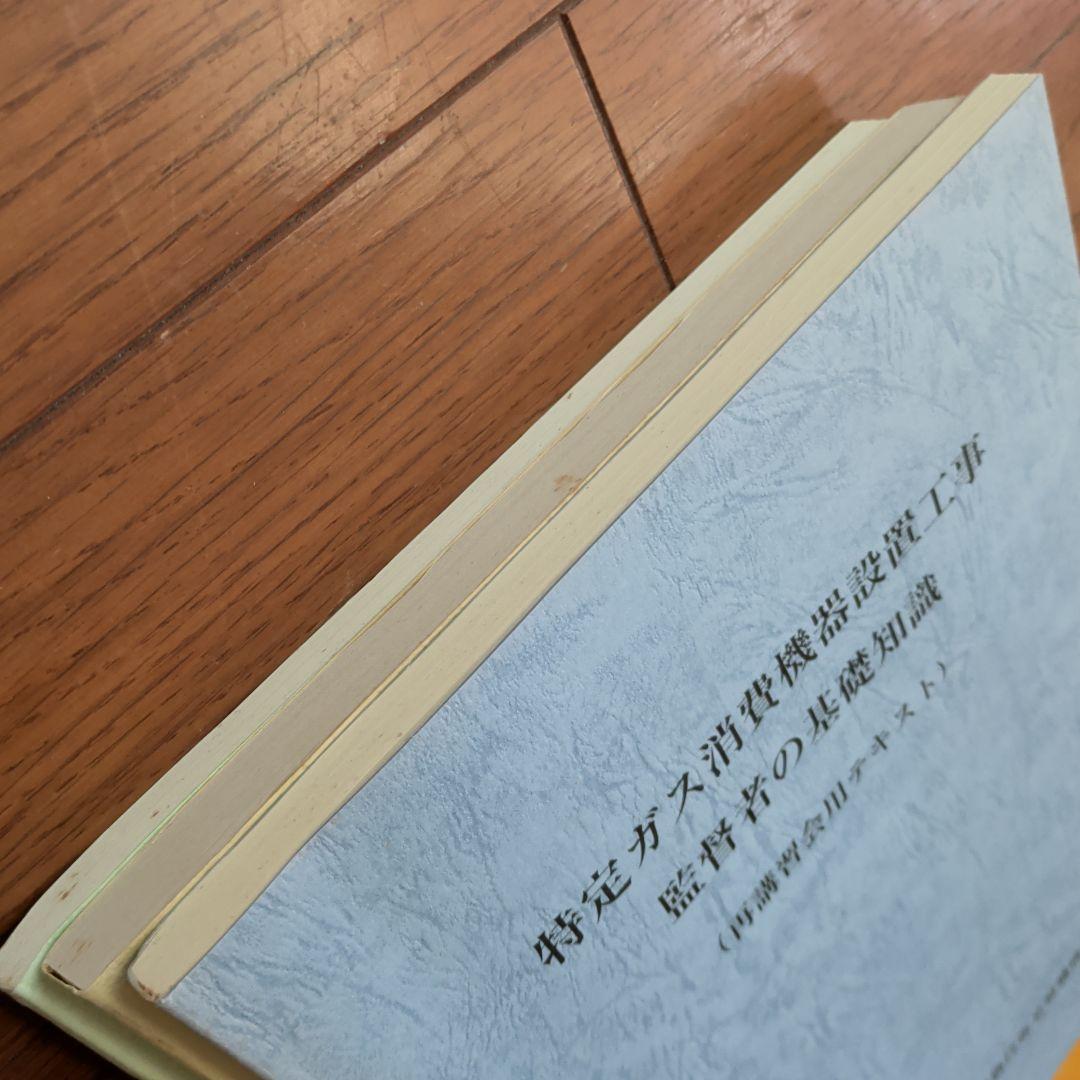 特定ガス消費機器設置工事
監督者の基礎知識
(再講習会用テキスト)